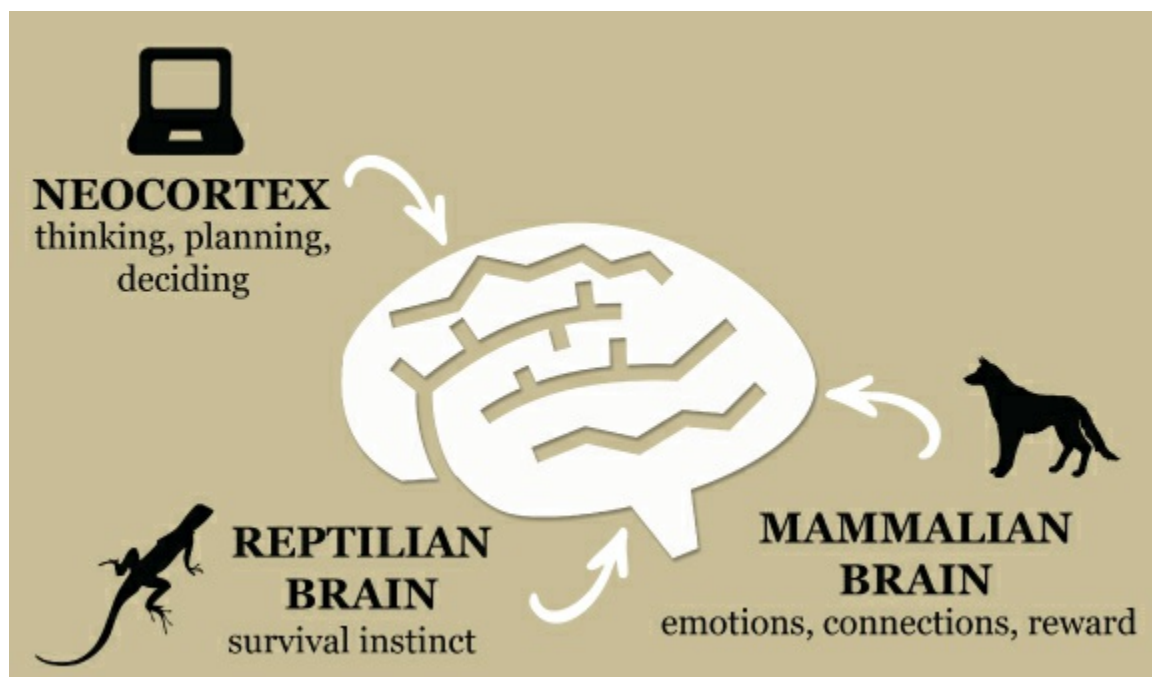 NEOCORTEX
thinking, planning,
deciding
REPTILIAN
BRAIN
survival instinct
MAMMALIAN
BRAIN
emotions, connections, reward